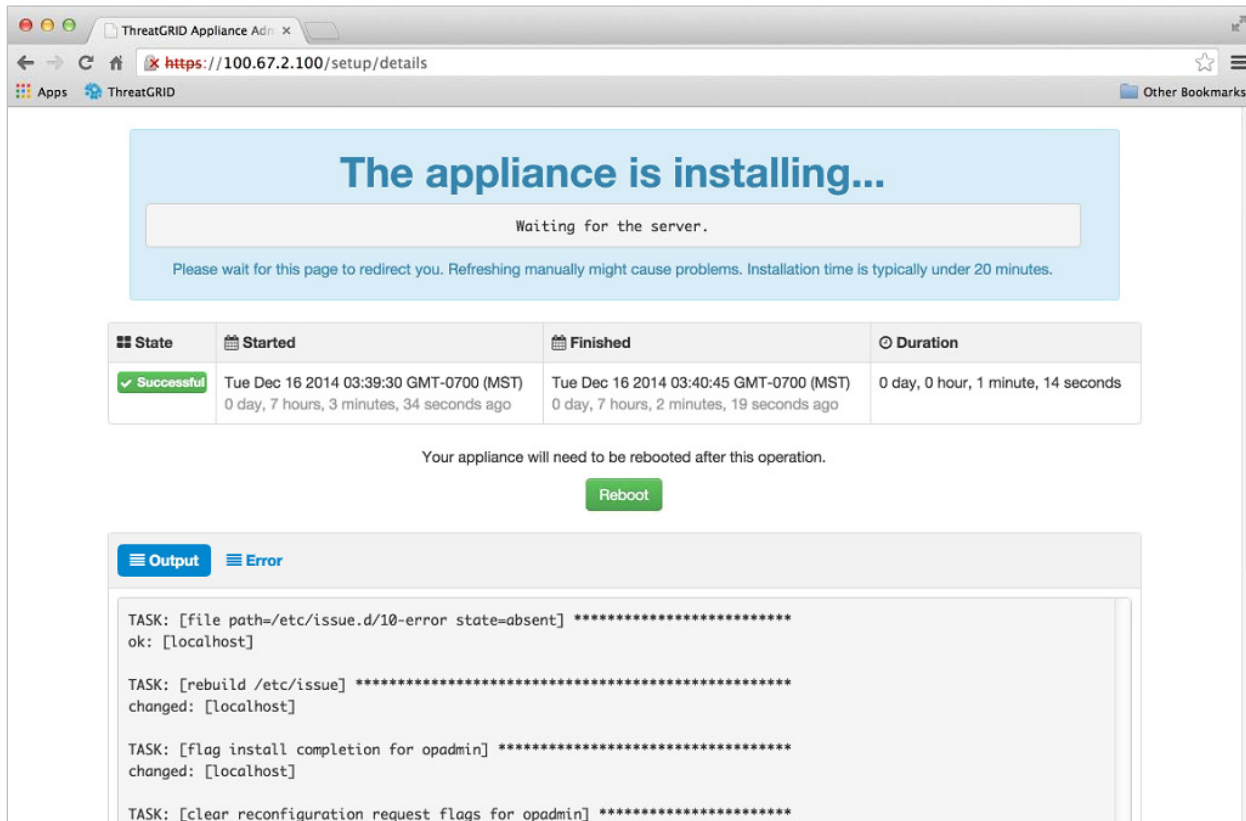 ThreatGRID Appliance Adm
https://100.67.2.100/setup/details
Apps ThreatGRID Other Bookmarks
The appliance is installing...
Waiting for the server.
Please wait for this page to redirect you. Refreshing manually might cause problems. Installation time is typically under 20 minutes.
State Started Finished Duration
Successful Tue Dec 16 2014 03:39:30 GMT-0700 (MST) Tue Dec 16 2014 03:40:45 GMT-0700 (MST) 0 day, 0 hour, 1 minute, 14 seconds
0 day, 7 hours, 3 minutes, 34 seconds ago 0 day, 7 hours, 2 minutes, 19 seconds ago
Your appliance will need to be rebooted after this operation.
Reboot
Output Error
TASK: [file path=/etc/issue.d/10-error state=absent] **************************
ok: [localhost]
TASK: [rebuild /etc/issue] ****************************************************
changed: [localhost]
TASK: [flag install completion for opadmin] ***********************************
changed: [localhost]
TASK: [clear reconfiguration request flags for opadmin] ***********************